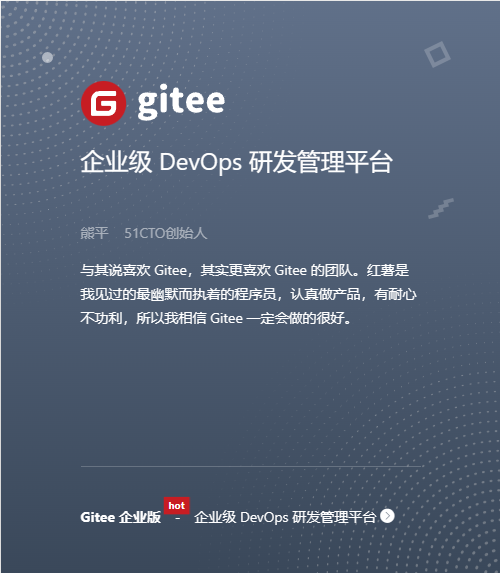 gitee
企业级 DevOps 研发管理平台
熊平 51CTO创始人
与其说喜欢 Gitee，其实更喜欢 Gitee 的团队。红薯是
我见过的最幽默而执着的程序员，认真做产品，有耐心
不功利，所以我相信 Gitee 一定会做的很好。
hot
Gitee 企业版 - 企业级 DevOps 研发管理平台